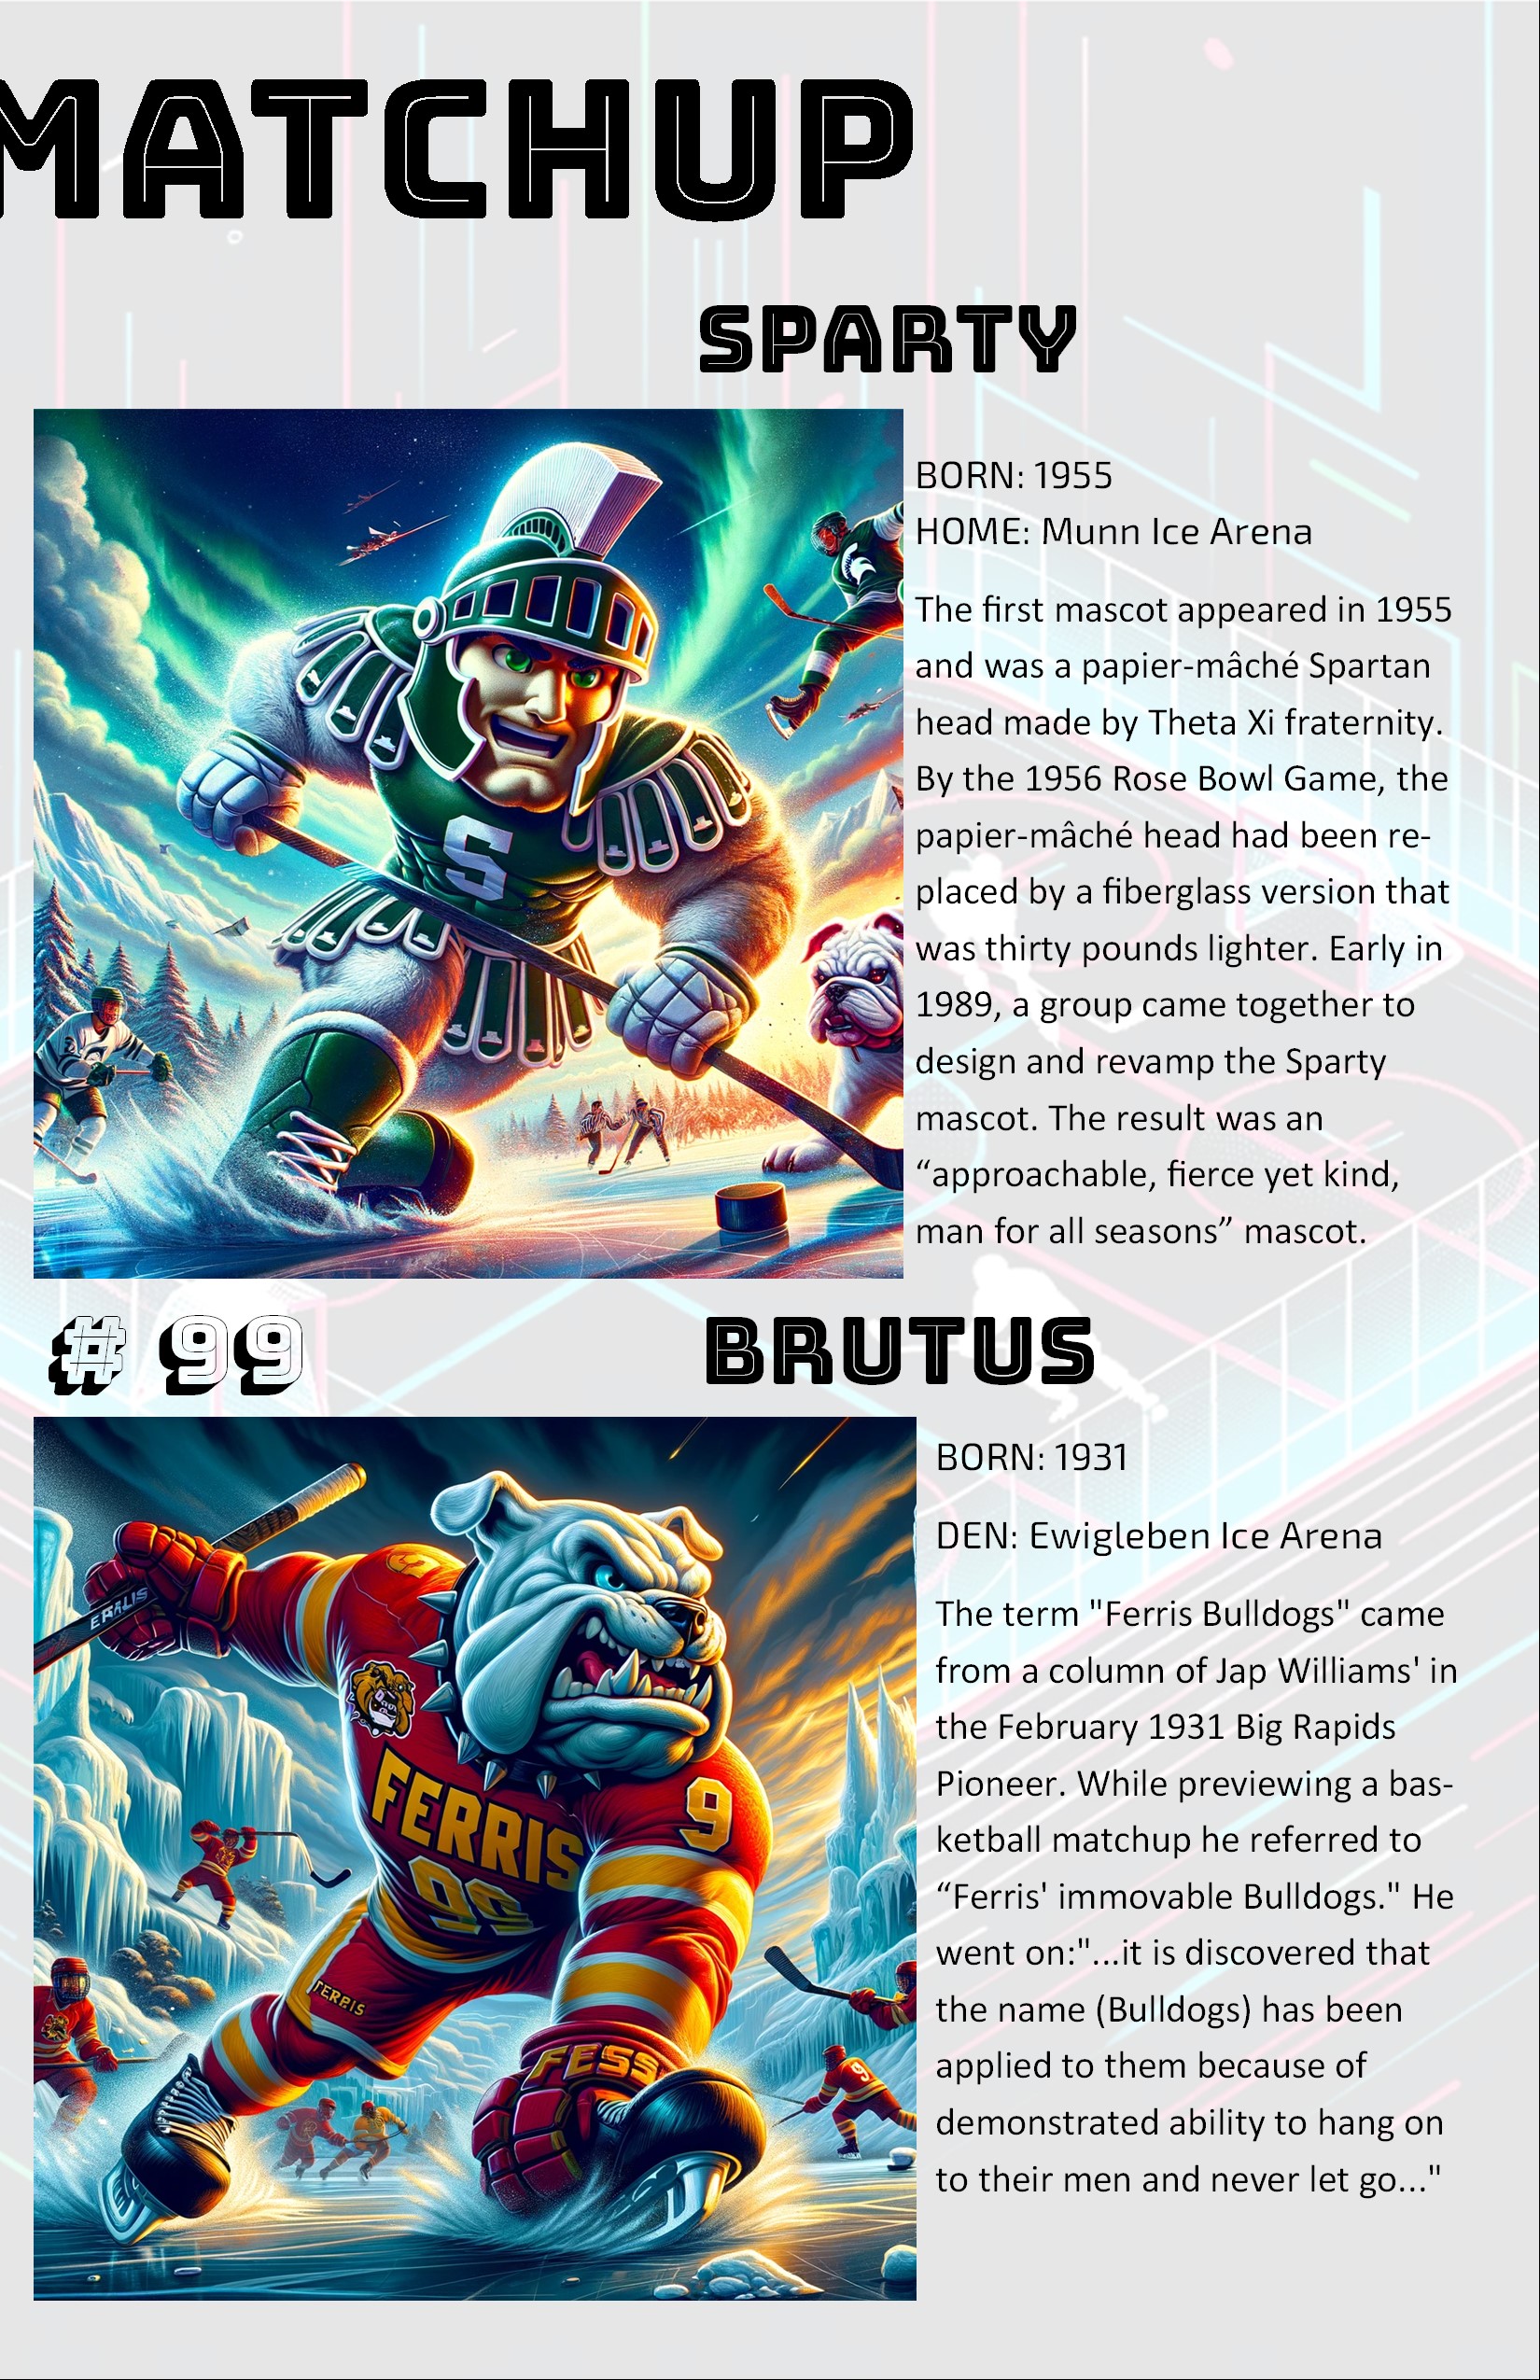 MATCHUP
SPARTY
BORN: 1955
HOME: Munn Ice Arena
The first mascot appeared in 1955
and was a papier-mâché Spartan
head made by Theta Xi fraternity.
By the 1956 Rose Bowl Game, the
papier-mâché head had been re-
placed by a fiberglass version that
was thirty pounds lighter. Early in
1989, a group came together to
design and revamp the Sparty
mascot. The result was an
“approachable, fierce yet kind,
man for all seasons” mascot.
S
# 99
BRUTUS
BORN: 1931
DEN: Ewigleben Ice Arena
The term "Ferris Bulldogs" came
from a column of Jap Williams' in
the February 1931 Big Rapids
Pioneer. While previewing a bas-
ketball matchup he referred to
“Ferris' immovable Bulldogs." He
went on:"...it is discovered that
the name (Bulldogs) has been
applied to them because of
demonstrated ability to hang on
to their men and never let go..."
FERRIS
9
FERRIS
FESS
9